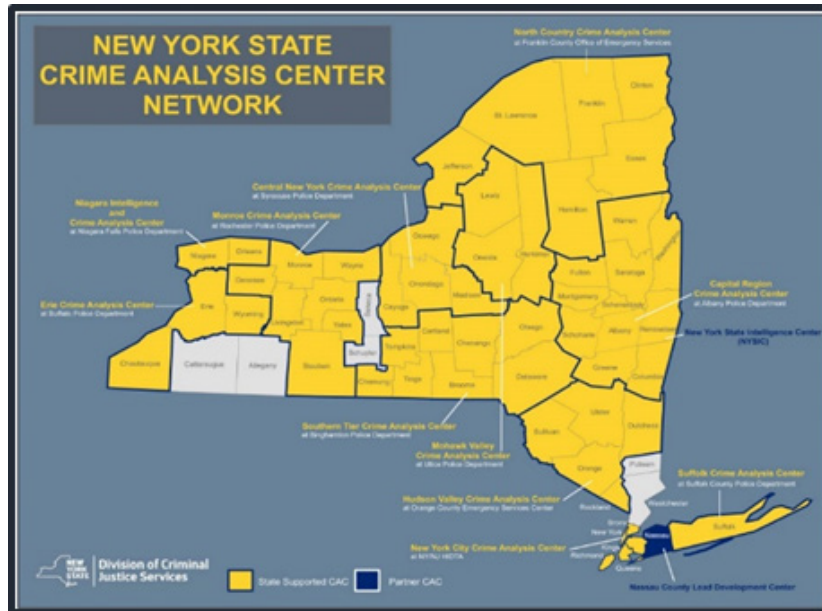 NEW YORK STATE
CRIME ANALYSIS CENTER
NETWORK
North Country Crime Analysis Center
at Franklin County Office of Emergency Services
Clinton
Franklin
St. Lawrence
Essex
Jefferson
Central New York Crime Analysis Center
at Syracuse Police Department
Lewis
Hamilton
Niagara Intelligence
and
Crime Analysis Center
at Niagara Falls Police Department
Monroe Crime Analysis Center
at Rochester Police Department
Warren
Washington
Oswego
Oneida
Herkimer
Niagara
Orleans
Monroe
Wayne
Fulton
Saratoga
Onondaga
Genesee
Seneca
Cayuga
Madison
Montgomery
Schenectady
Capital Region
Crime Analysis Center
at Albany Police Department
Erie Crime Analysis Center
at Buffalo Police Department
Erie
Wyoming
Livingston
Ontario
Yates
Otsego
Schoharie
Albany
Rensselaer
New York State Intelligence Center
(NYSIC)
Cortland
Chenango
Tompkins
Schuyler
Chautauqua
Cattaraugus
Allegany
Steuben
Chemung
Tioga
Broome
Delaware
Greene
Columbia
Southern Tier Crime Analysis Center
at Binghamton Police Department
Mohawk Valley
Crime Analysis Center
at Utica Police Department
Ulster
Sullivan
Dutchess
Orange
Putnam
Hudson Valley Crime Analysis Center
at Orange County Emergency Services Center
Rockland
Westchester
Suffolk Crime Analysis Center
at Suffolk County Police Department
Suffolk
New York City Crime Analysis Center
at NY/NJ HIDTA
Bronx
New York
Kings
Richmond
Queens
Nassau
Nassau County Lead Development Center
NEW
YORK
STATE
Division of Criminal
Justice Services
State Supported CAC
Partner CAC